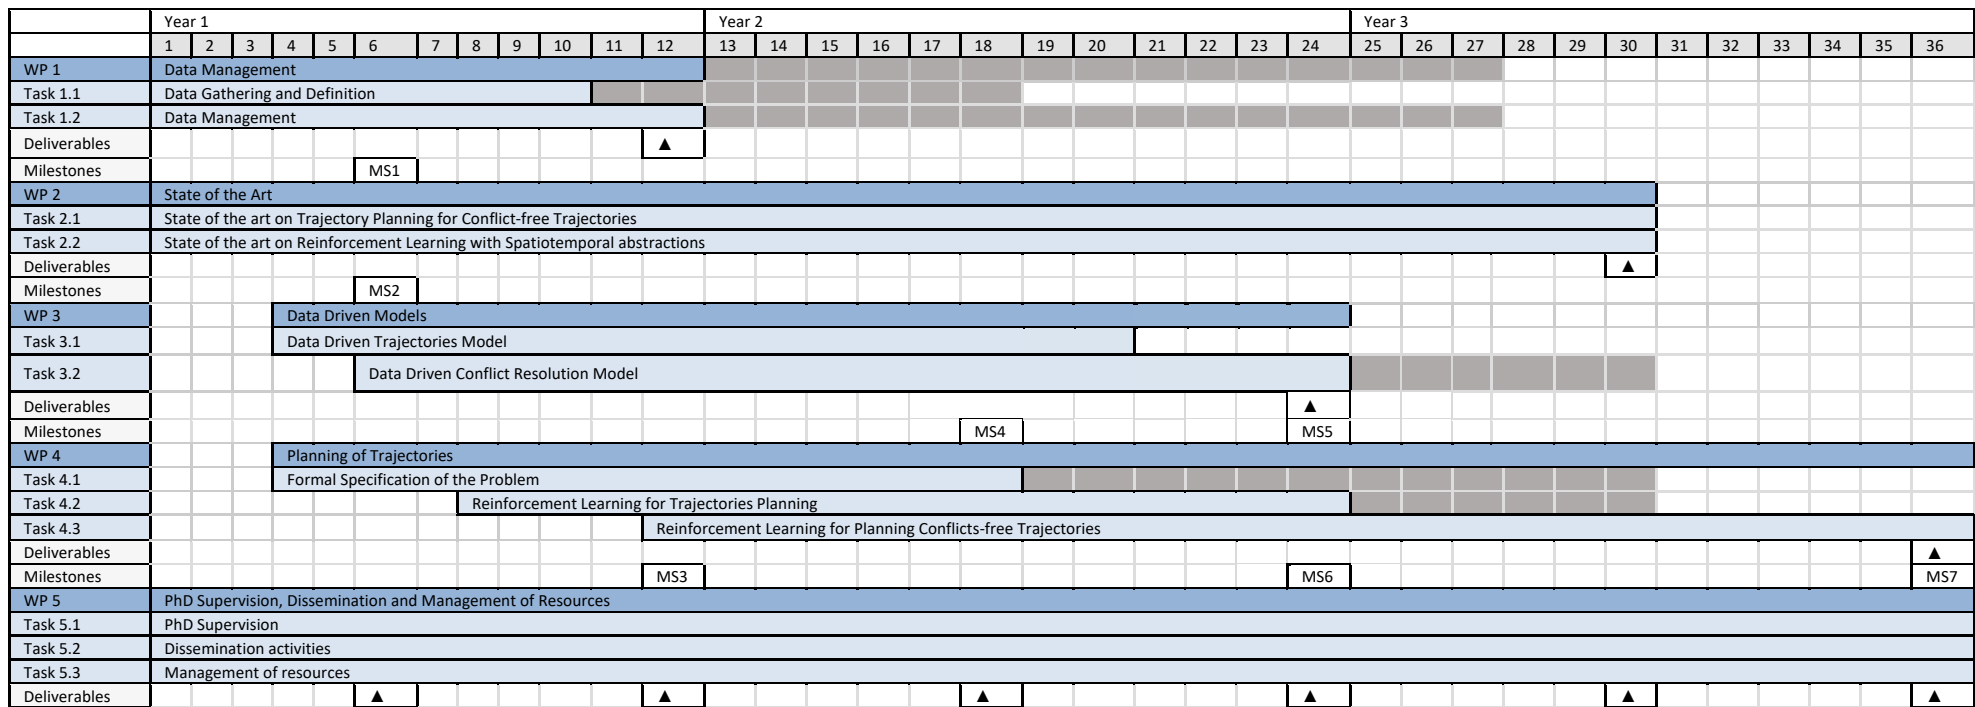 Year 1 Year 2 Year 3
1 2 3 4 5 6 7 8 9 10 11 12 13 14 15 16 17 18 19 20 21 22 23 24 25 26 27 28 29 30 31 32 33 34 35 36
WP 1 Data Management
Task 1.1 Data Gathering and Definition
Task 1.2 Data Management
Deliverables ▲
Milestones MS1
WP 2 State of the Art
Task 2.1 State of the art on Trajectory Planning for Conflict-free Trajectories
Task 2.2 State of the art on Reinforcement Learning with Spatiotemporal abstractions
Deliverables ▲
Milestones MS2
WP 3 Data Driven Models
Task 3.1 Data Driven Trajectories Model
Task 3.2 Data Driven Conflict Resolution Model
Deliverables ▲
Milestones MS4 MS5
WP 4 Planning of Trajectories
Task 4.1 Formal Specification of the Problem
Task 4.2 Reinforcement Learning for Trajectories Planning
Task 4.3 Reinforcement Learning for Planning Conflicts-free Trajectories
Deliverables ▲
Milestones MS3 MS6 MS7
WP 5 PhD Supervision, Dissemination and Management of Resources
Task 5.1 PhD Supervision
Task 5.2 Dissemination activities
Task 5.3 Management of resources
Deliverables ▲ ▲ ▲ ▲ ▲ ▲